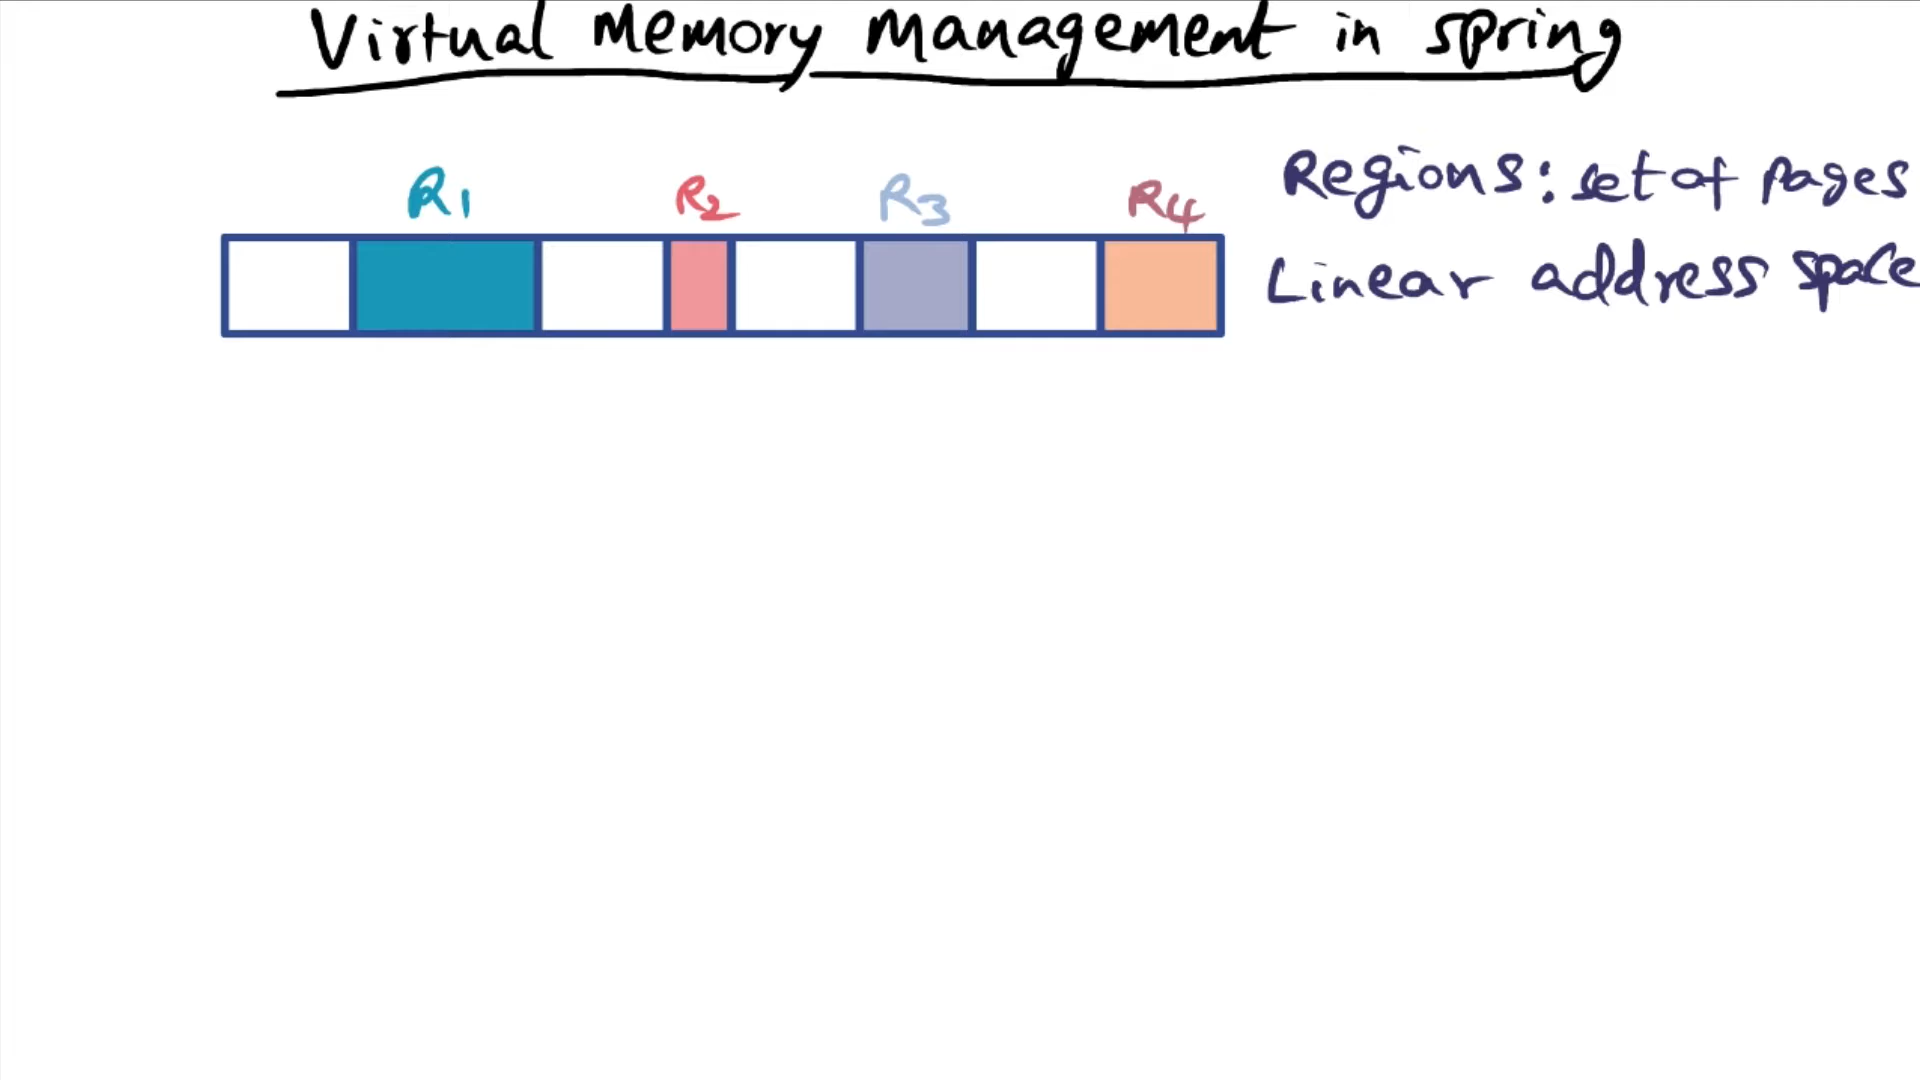 Virtual Memory Management in spring
R1 R2 R3 R4
Regions: set of pages
Linear address space